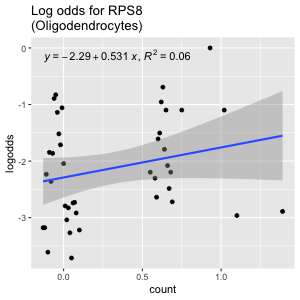 Log odds for RPS8
(Oligodendrocytes)
y = −2.29 + 0.531 x, R² = 0.06
0
-1
-2
-3
logodds
0.0 0.5 1.0
count